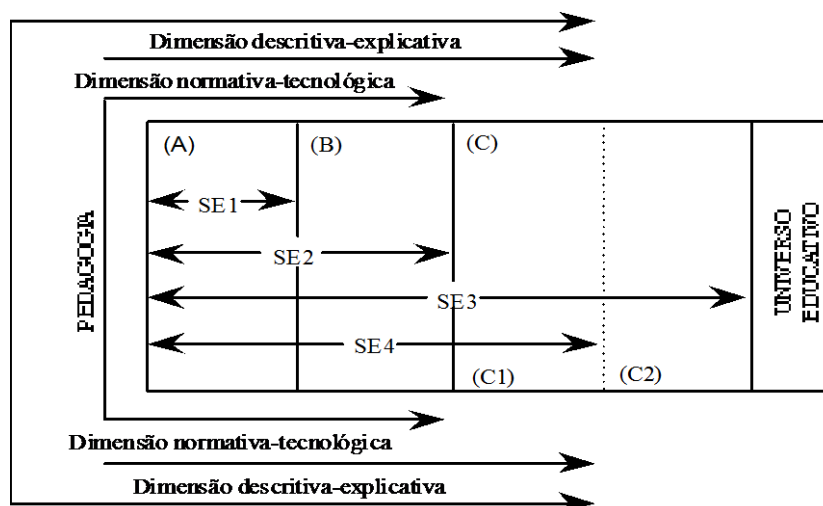 Dimensão descritiva-explicativa
Dimensão normativa-tecnológica
(A) (B) (C)
SE1
SE2
SE3
SE4
(C1) (C2)
PEDAGOGIA
UNIVERSO
EDUCATIVO
Dimensão normativa-tecnológica
Dimensão descritiva-explicativa